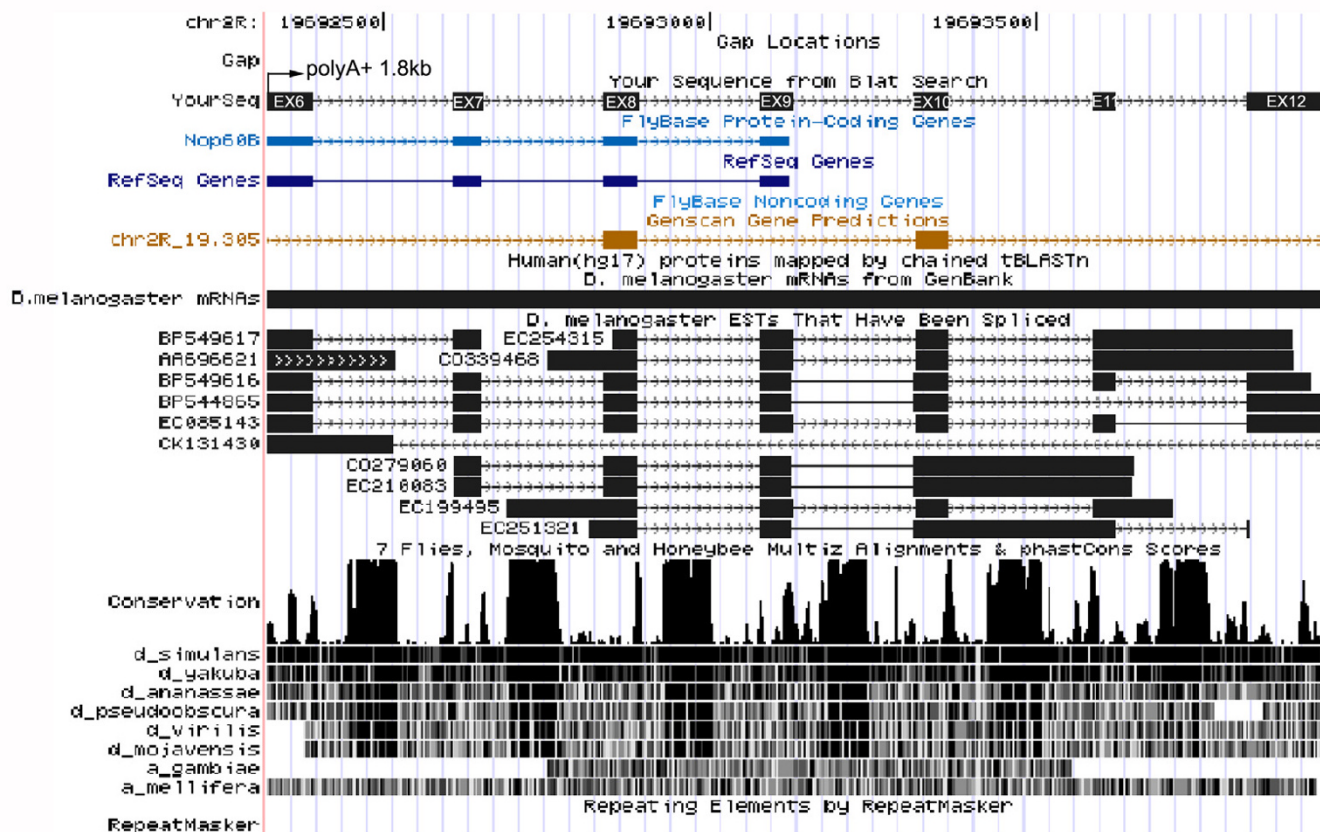 chr2R: 19692500| 19693000| 19693500|
Gap Locations
Gap
polyA+ 1.8kb
Your Sequence from Blat Search
YourSeq EX6 EX7 EX8 EX9 EX10 E11 EX12
FlyBase Protein-Coding Genes
Nop60B
RefSeq Genes
RefSeq Genes
FlyBase Noncoding Genes
Genscan Gene Predictions
chr2R_19.305
Human(hg17) proteins mapped by chained tBLASTn
D. melanogaster mRNAs from GenBank
D.melanogaster mRNAs
D. melanogaster ESTs That Have Been Spliced
BP549617 EC254315
AA696621 CO339468
BP549616
BP544865
EC085143
CK131430
CO279060
EC210083
EC199495
EC251321
7 Flies, Mosquito and Honeybee Multiz Alignments & phastCons Scores
Conservation
d_simulans
d_yakuba
d_ananassae
d_pseudoobscura
d_virilis
d_mojavensis
a_gambiae
a_mellifera
Repeating Elements by RepeatMasker
RepeatMasker